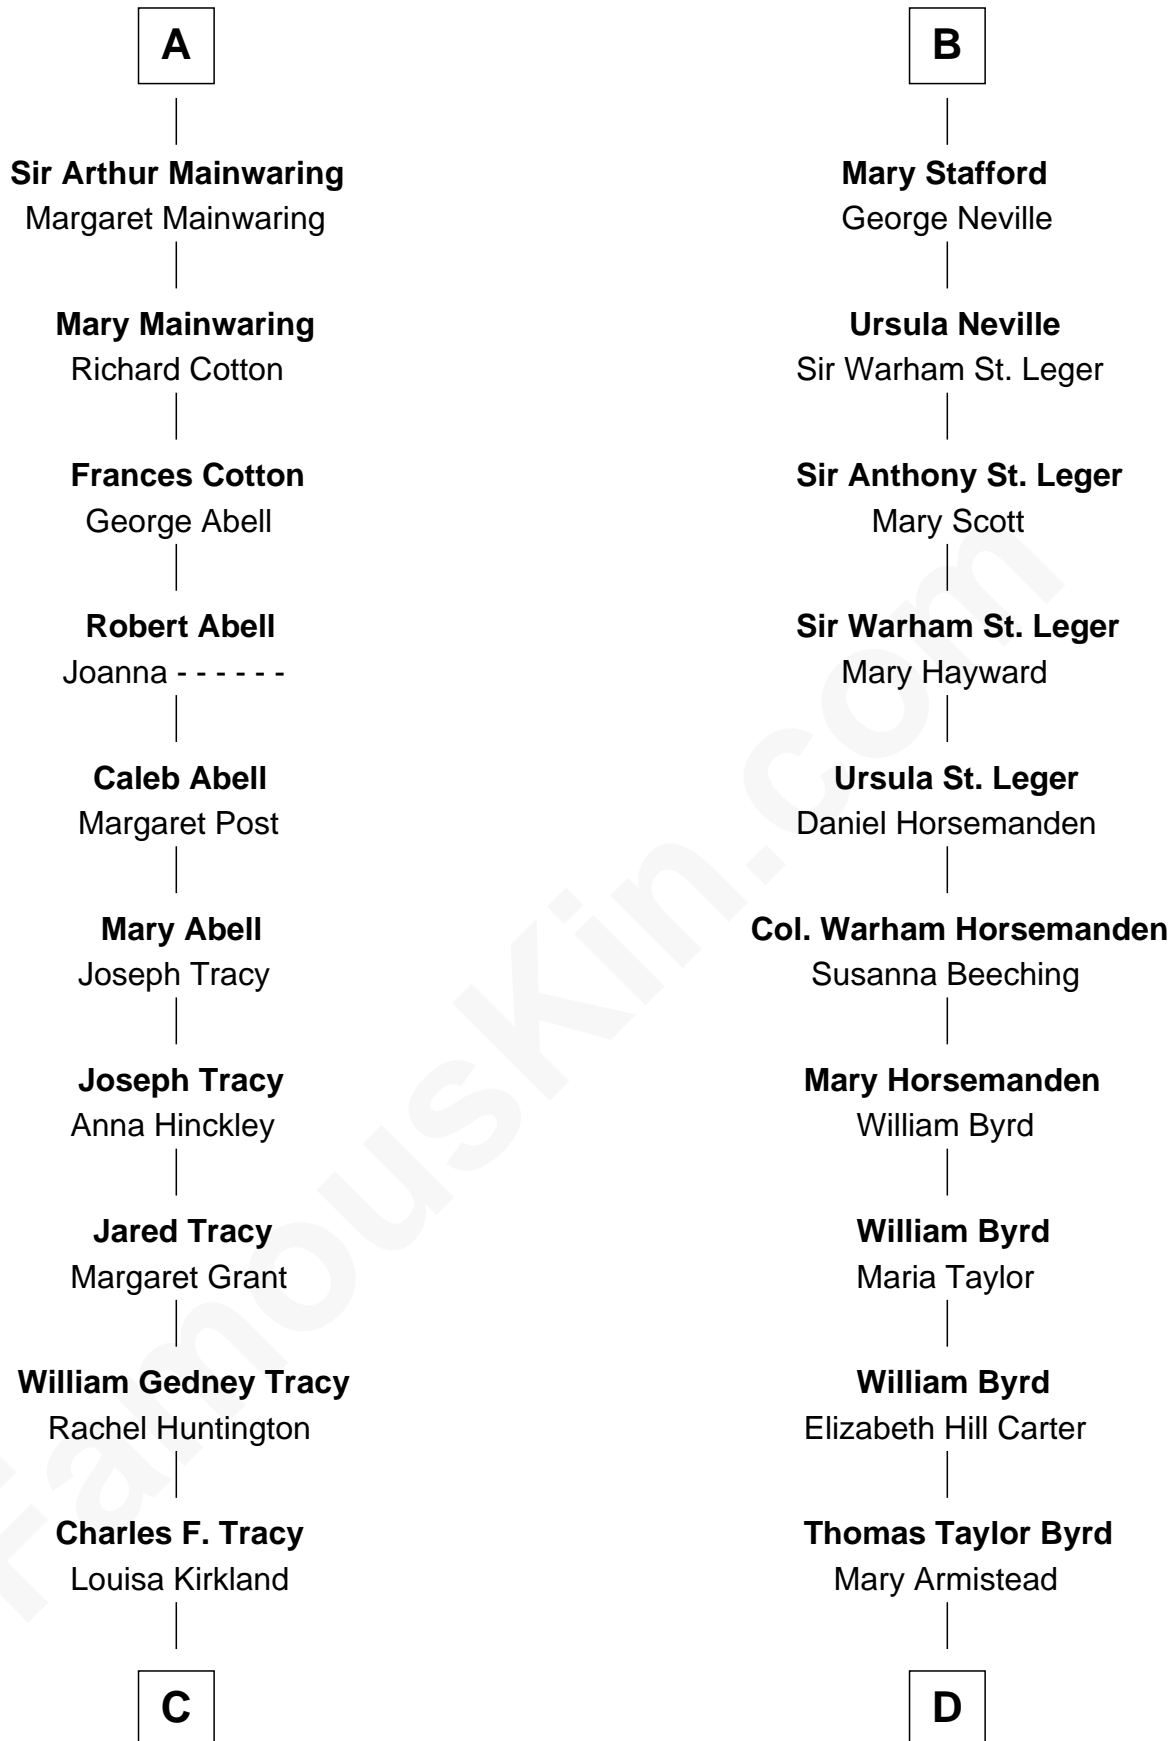 A
Sir Arthur Mainwaring
Margaret Mainwaring
Mary Mainwaring
Richard Cotton
Frances Cotton
George Abell
Robert Abell
Joanna - - - - - -
Caleb Abell
Margaret Post
Mary Abell
Joseph Tracy
Joseph Tracy
Anna Hinckley
Jared Tracy
Margaret Grant
William Gedney Tracy
Rachel Huntington
Charles F. Tracy
Louisa Kirkland
C
B
Mary Stafford
George Neville
Ursula Neville
Sir Warham St. Leger
Sir Anthony St. Leger
Mary Scott
Sir Warham St. Leger
Mary Hayward
Ursula St. Leger
Daniel Horsemanden
Col. Warham Horsemanden
Susanna Beeching
Mary Horsemanden
William Byrd
William Byrd
Maria Taylor
William Byrd
Elizabeth Hill Carter
Thomas Taylor Byrd
Mary Armistead
D
FamousKin.com